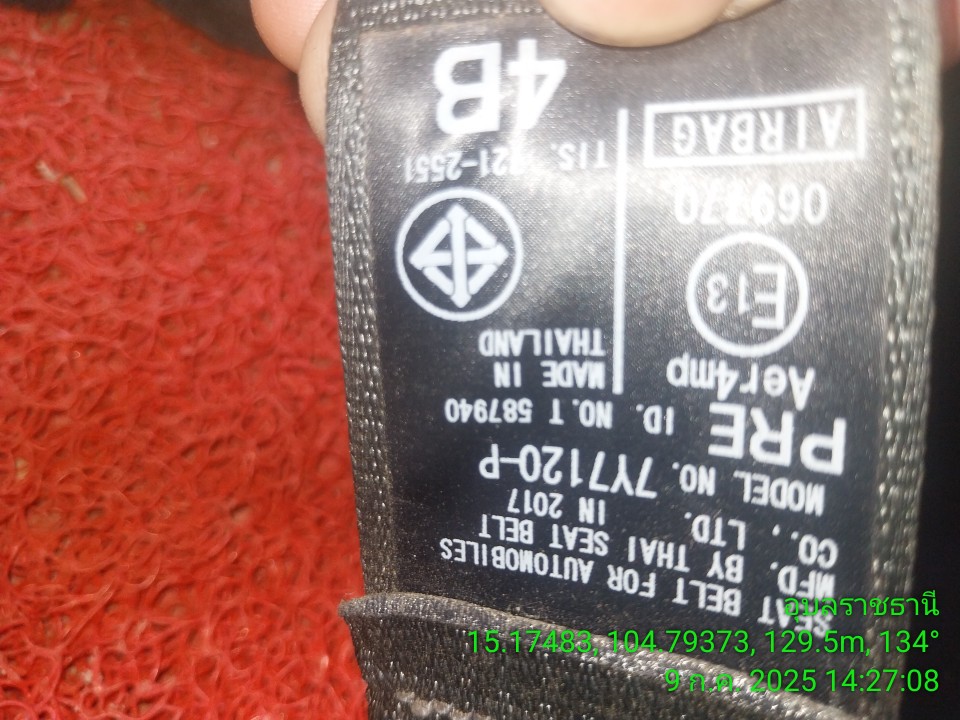 SEAT BELT FOR AUTOMOBILES
MFD. BY THAI SEAT BELT
CO., LTD. IN 2017
MODEL NO. 7Y7120-P
PRE ID. NO. T 587940
Aer4mp
E13
AIRBAG
MADE IN
THAILAND
TIS. 721-2551
4B
อุบลราชธานี
15.17483, 104.79373, 129.5m, 134°
9 ก.ค. 2025 14:27:08